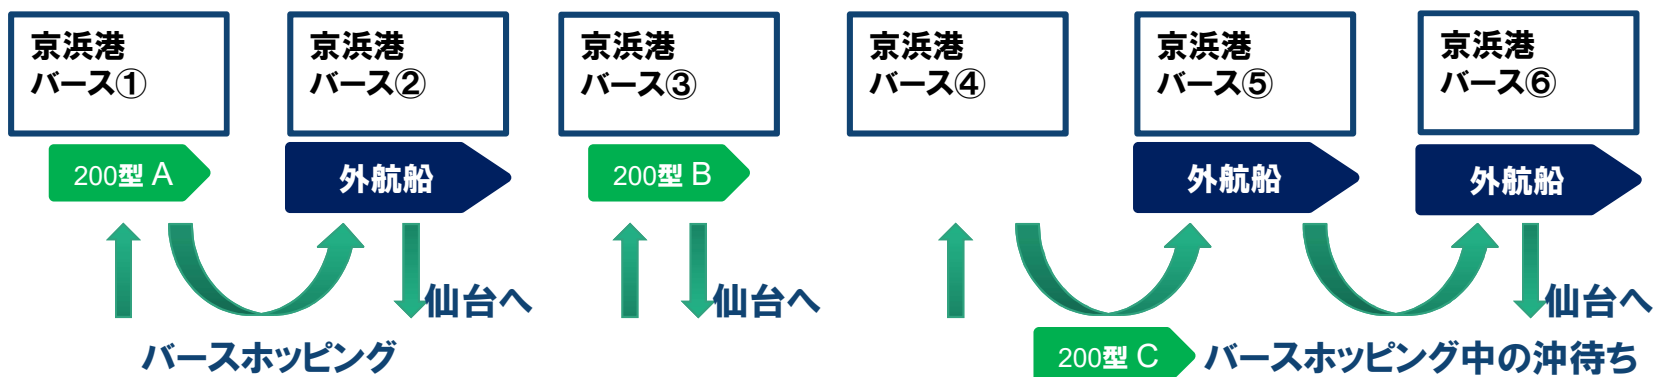 京浜港
バース①
京浜港
バース②
京浜港
バース③
京浜港
バース④
京浜港
バース⑤
京浜港
バース⑥
200型 A
外航船
200型 B
外航船
外航船
仙台へ
仙台へ
仙台へ
バースホッピング
200型 C
バースホッピング中の沖待ち